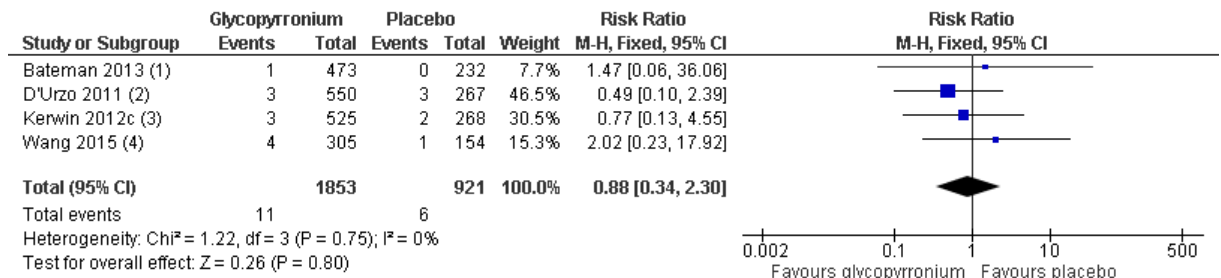 Glycopyrronium Placebo Risk Ratio Risk Ratio
Study or Subgroup Events Total Events Total Weight M-H, Fixed, 95% CI M-H, Fixed, 95% CI
Bateman 2013 (1) 1 473 0 232 7.7% 1.47 [0.06, 36.06]
D'Urzo 2011 (2) 3 550 3 267 46.5% 0.49 [0.10, 2.39]
Kerwin 2012c (3) 3 525 2 268 30.5% 0.77 [0.13, 4.55]
Wang 2015 (4) 4 305 1 154 15.3% 2.02 [0.23, 17.92]
Total (95% CI) 1853 921 100.0% 0.88 [0.34, 2.30]
Total events 11 6
Heterogeneity: Chi² = 1.22, df = 3 (P = 0.75); I² = 0%
Test for overall effect: Z = 0.26 (P = 0.80)
0.002 0.1 1 10 500
Favours glycopyrronium Favours placebo